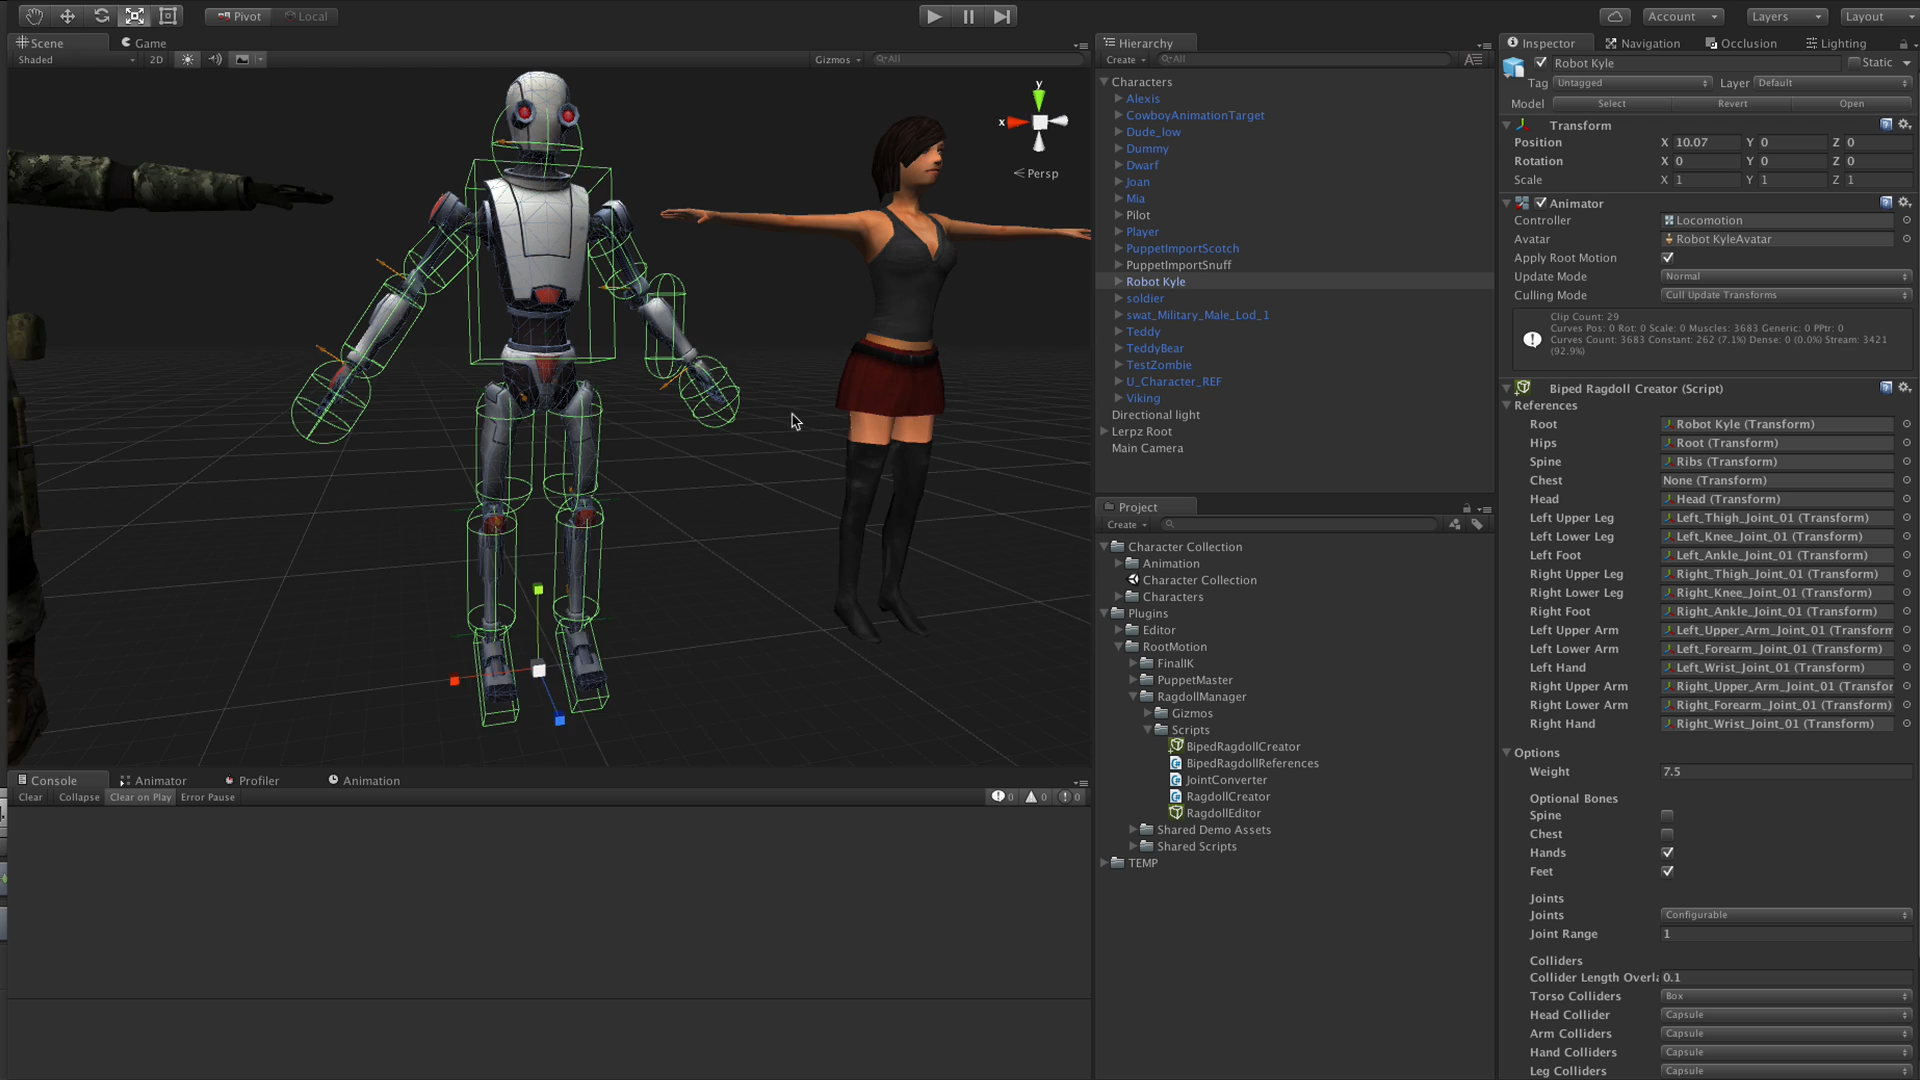 Pivot
Local
Account
Layers
Layout
Scene
Game
Shaded
2D
Gizmos
All
y
x
Persp
Console
Animator
Profiler
Animation
Clear
Collapse
Clear on Play
Error Pause
0
0
0
Hierarchy
Create
All
Characters
Alexis
CowboyAnimationTarget
Dude_low
Dummy
Dwarf
Joan
Mia
Pilot
Player
PuppetImportScotch
PuppetImportSnuff
Robot Kyle
soldier
swat_Military_Male_Lod_1
Teddy
TeddyBear
TestZombie
U_Character_REF
Viking
Directional light
Lerpz Root
Main Camera
Project
Create
Character Collection
Animation
Character Collection
Characters
Plugins
Editor
RootMotion
FinalIK
PuppetMaster
RagdollManager
Gizmos
Scripts
BipedRagdollCreator
BipedRagdollReferences
JointConverter
RagdollCreator
RagdollEditor
Shared Demo Assets
Shared Scripts
TEMP
Inspector
Navigation
Occlusion
Lighting
Robot Kyle
Static
Tag Untagged Layer Default
Model Select Revert Open
Transform
Position X 10.07 Y 0 Z 0
Rotation X 0 Y 0 Z 0
Scale X 1 Y 1 Z 1
Animator
Controller Locomotion
Avatar Robot KyleAvatar
Apply Root Motion
Update Mode Normal
Culling Mode Cull Update Transforms
Clip Count: 29
Curves Pos: 0 Rot: 0 Scale: 0 Muscles: 3683 Generic: 0 PPtr: 0
Curves Count: 3683 Constant: 262 (7.1%) Dense: 0 (0.0%) Stream: 3421
(92.9%)
Biped Ragdoll Creator (Script)
References
Root Robot Kyle (Transform)
Hips Root (Transform)
Spine Ribs (Transform)
Chest None (Transform)
Head Head (Transform)
Left Upper Leg Left_Thigh_Joint_01 (Transform)
Left Lower Leg Left_Knee_Joint_01 (Transform)
Left Foot Left_Ankle_Joint_01 (Transform)
Right Upper Leg Right_Thigh_Joint_01 (Transform)
Right Lower Leg Right_Knee_Joint_01 (Transform)
Right Foot Right_Ankle_Joint_01 (Transform)
Left Upper Arm Left_Upper_Arm_Joint_01 (Transform
Left Lower Arm Left_Forearm_Joint_01 (Transform)
Left Hand Left_Wrist_Joint_01 (Transform)
Right Upper Arm Right_Upper_Arm_Joint_01 (Transfor
Right Lower Arm Right_Forearm_Joint_01 (Transform)
Right Hand Right_Wrist_Joint_01 (Transform)
Options
Weight 7.5
Optional Bones
Spine
Chest
Hands
Feet
Joints
Joints Configurable
Joint Range 1
Colliders
Collider Length Overla 0.1
Torso Colliders Box
Head Collider Capsule
Arm Colliders Capsule
Hand Colliders Capsule
Leg Colliders Capsule